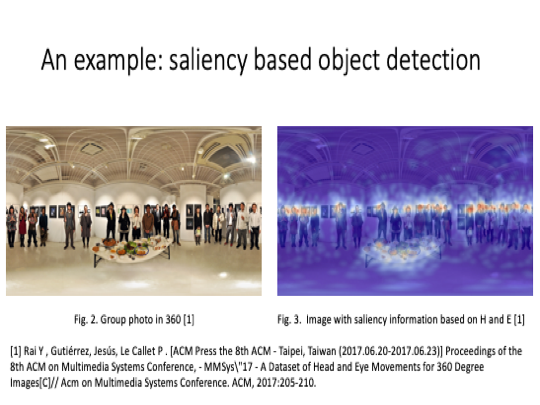 An example: saliency based object detection
Fig. 2. Group photo in 360 [1]
Fig. 3.  Image with saliency information based on H and E [1]
[1] Rai Y , Gutiérrez, Jesús, Le Callet P . [ACM Press the 8th ACM - Taipei, Taiwan (2017.06.20-2017.06.23)] Proceedings of the
8th ACM on Multimedia Systems Conference, - MMSys\"17 - A Dataset of Head and Eye Movements for 360 Degree
Images[C]// Acm on Multimedia Systems Conference. ACM, 2017:205-210.